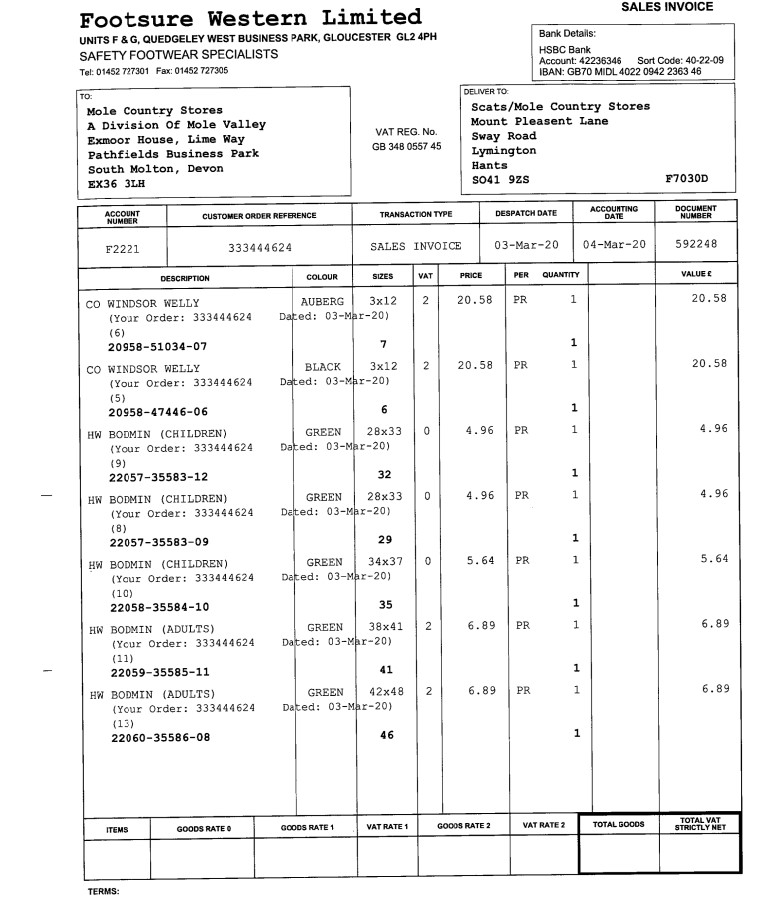 Footsure Western Limited
SALES INVOICE
UNITS F & G, QUEDGELEY WEST BUSINESS PARK, GLOUCESTER GL2 4PH
SAFETY FOOTWEAR SPECIALISTS
Tel: 01452 727301 Fax: 01452 727305
Bank Details:
HSBC Bank
Account: 42236346 Sort Code: 40-22-09
IBAN: GB70 MIDL 4022 0942 2363 46
TO:
Mole Country Stores
A Division Of Mole Valley
Exmoor House, Lime Way
Pathfields Business Park
South Molton, Devon
EX36 3LH
VAT REG. No.
GB 348 0557 45
DELIVER TO:
Scats/Mole Country Stores
Mount Pleasent Lane
Sway Road
Lymington
Hants
SO41 9ZS F7030D
ACCOUNT NUMBER CUSTOMER ORDER REFERENCE TRANSACTION TYPE DESPATCH DATE ACCOUNTING DATE DOCUMENT NUMBER
F2221 333444624 SALES INVOICE 03-Mar-20 04-Mar-20 592248
DESCRIPTION COLOUR SIZES VAT PRICE PER QUANTITY VALUE £
CO WINDSOR WELLY AUBERG 3x12 2 20.58 PR 1 20.58
(Your Order: 333444624 Dated: 03-Mar-20)
(6)
20958-51034-07 7 1
CO WINDSOR WELLY BLACK 3x12 2 20.58 PR 1 20.58
(Your Order: 333444624 Dated: 03-Mar-20)
(5)
20958-47446-06 6 1
HW BODMIN (CHILDREN) GREEN 28x33 0 4.96 PR 1 4.96
(Your Order: 333444624 Dated: 03-Mar-20)
(9)
22057-35583-12 32 1
HW BODMIN (CHILDREN) GREEN 28x33 0 4.96 PR 1 4.96
(Your Order: 333444624 Dated: 03-Mar-20)
(8)
22057-35583-09 29 1
HW BODMIN (CHILDREN) GREEN 34x37 0 5.64 PR 1 5.64
(Your Order: 333444624 Dated: 03-Mar-20)
(10)
22058-35584-10 35 1
HW BODMIN (ADULTS) GREEN 38x41 2 6.89 PR 1 6.89
(Your Order: 333444624 Dated: 03-Mar-20)
(11)
22059-35585-11 41 1
HW BODMIN (ADULTS) GREEN 42x48 2 6.89 PR 1 6.89
(Your Order: 333444624 Dated: 03-Mar-20)
(13)
22060-35586-08 46 1
ITEMS GOODS RATE 0 GOODS RATE 1 VAT RATE 1 GOODS RATE 2 VAT RATE 2 TOTAL GOODS TOTAL VAT STRICTLY NET
TERMS: